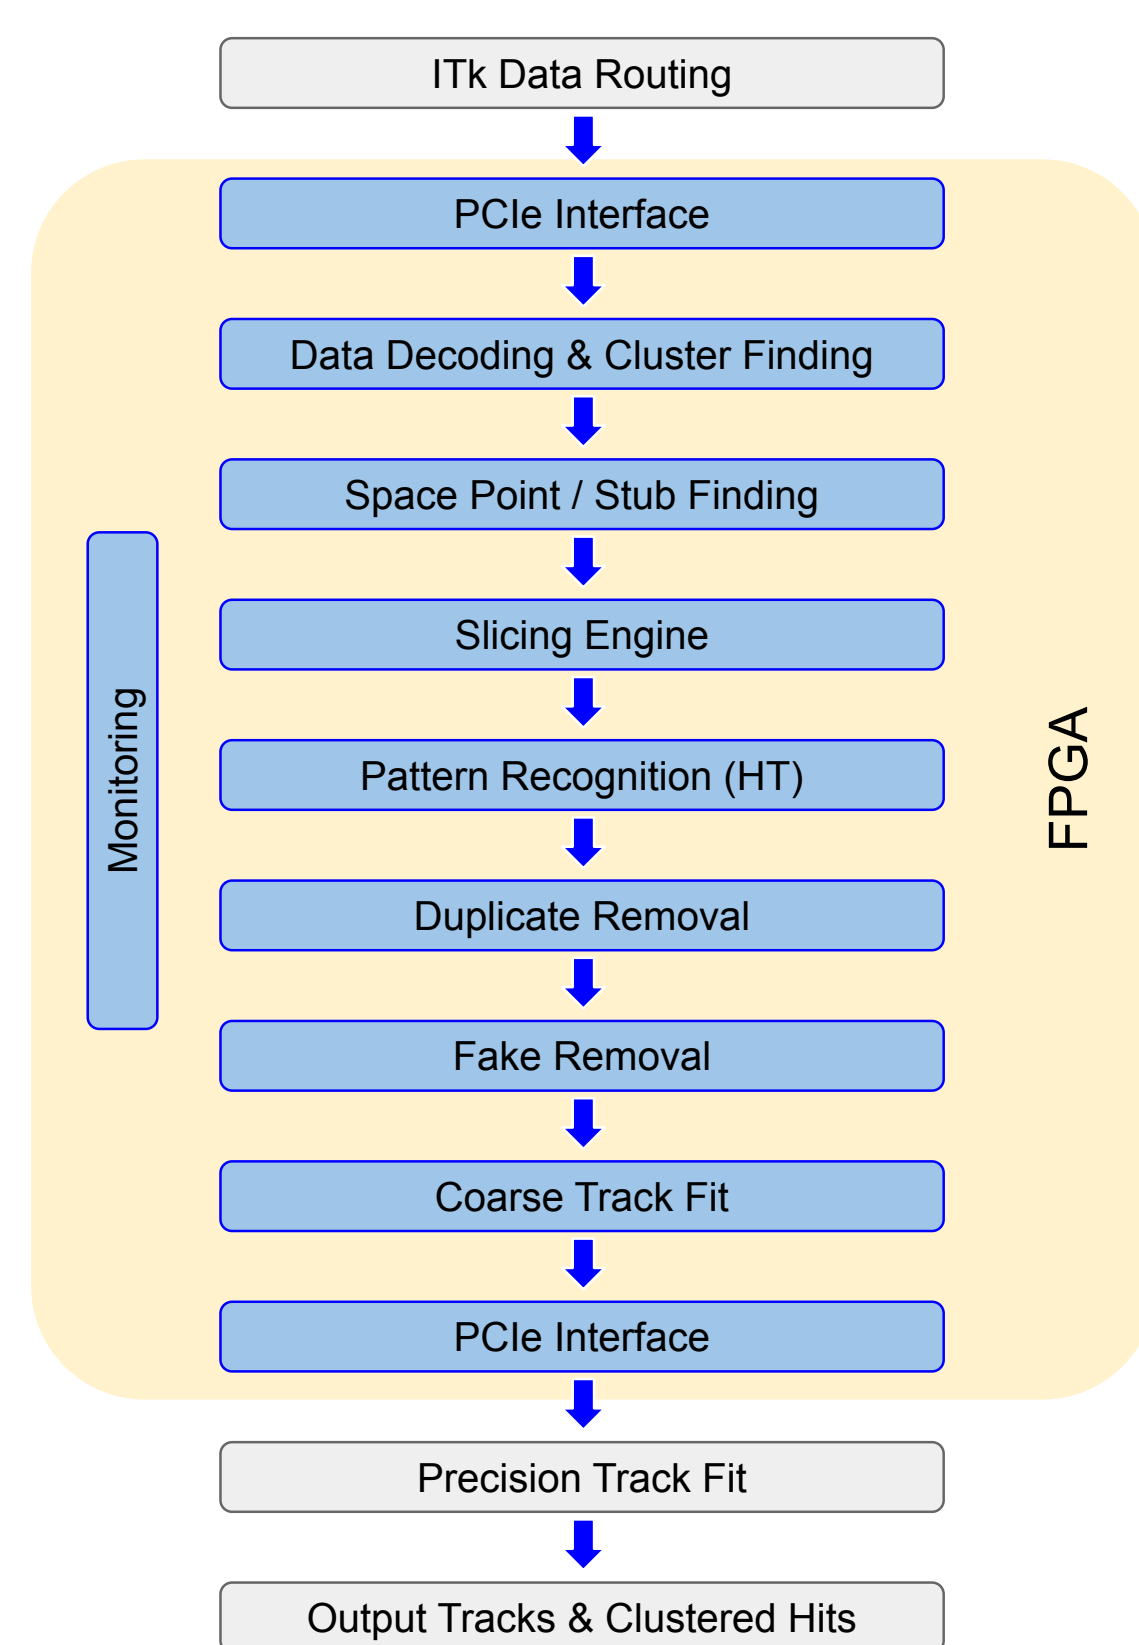 ITk Data Routing
PCIe Interface
Data Decoding & Cluster Finding
Space Point / Stub Finding
Slicing Engine
Monitoring
Pattern Recognition (HT)
FPGA
Duplicate Removal
Fake Removal
Coarse Track Fit
PCIe Interface
Precision Track Fit
Output Tracks & Clustered Hits